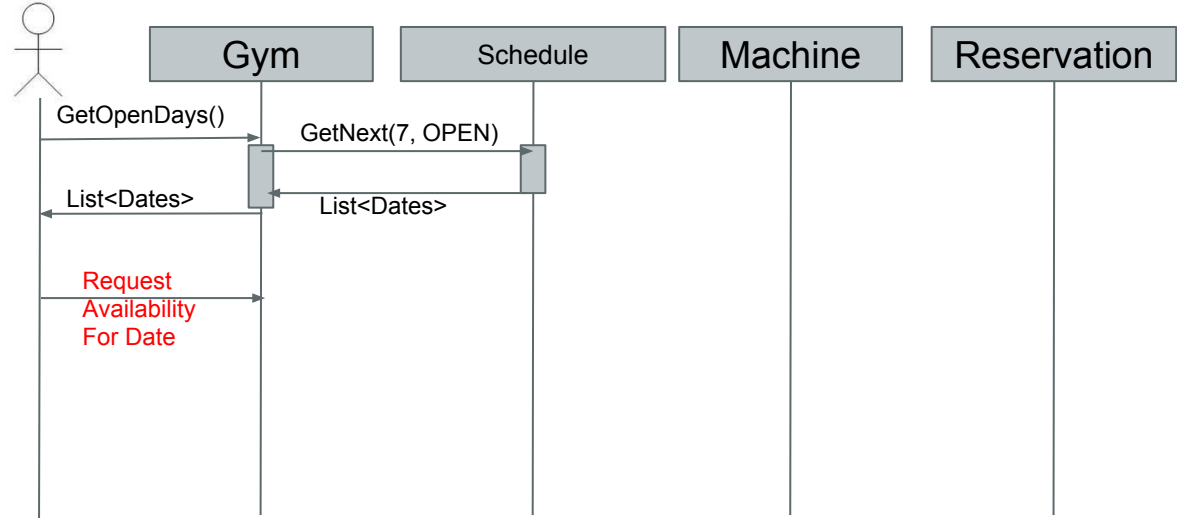 Gym
Schedule
Machine
Reservation
GetOpenDays()
GetNext(7, OPEN)
List<Dates>
List<Dates>
Request
Availability
For Date